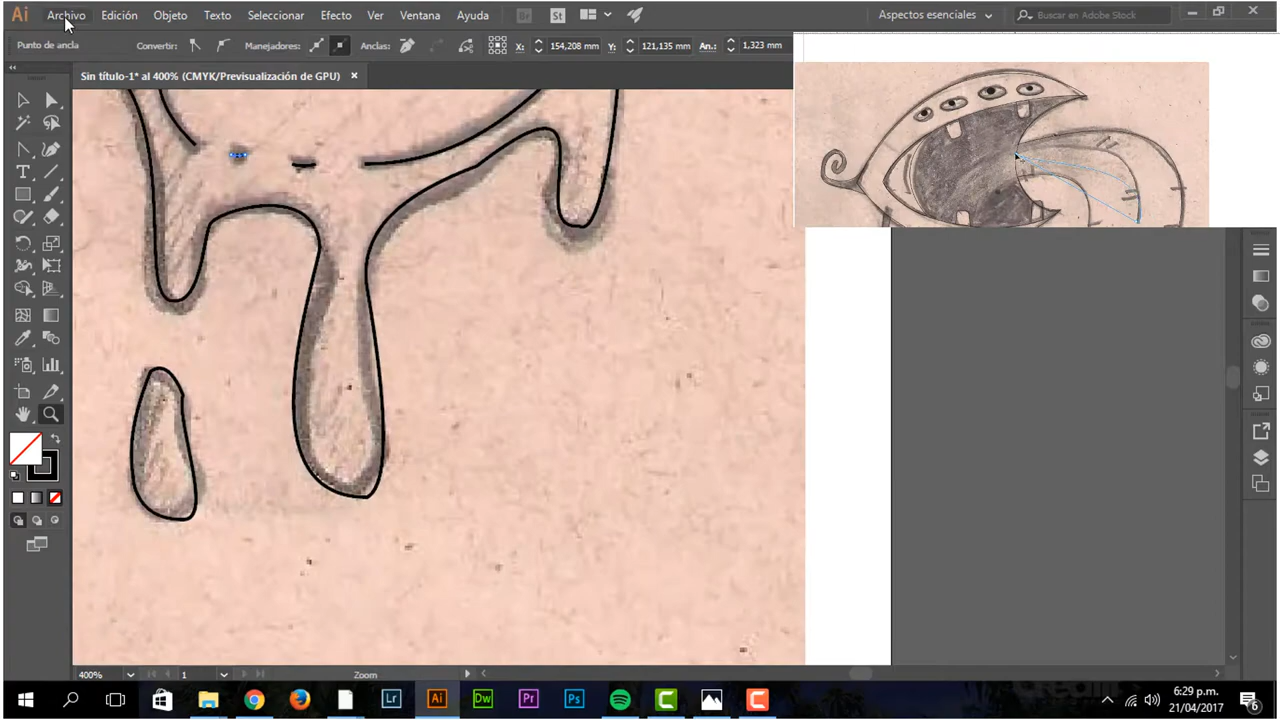 Ai Archivo Edición Objeto Texto Seleccionar Efecto Ver Ventana Ayuda Br St Aspectos esenciales Buscar en Adobe Stock
Punto de ancla Convertir: Manejadores: Anclas: X: 154,208 mm Y: 121,135 mm An.: 1,323 mm
Sin título-1* al 400% (CMYK/Previsualización de GPU)
400% 1 Zoom
Lr Ai Dw Pr Ps
6:29 p.m.
21/04/2017
6